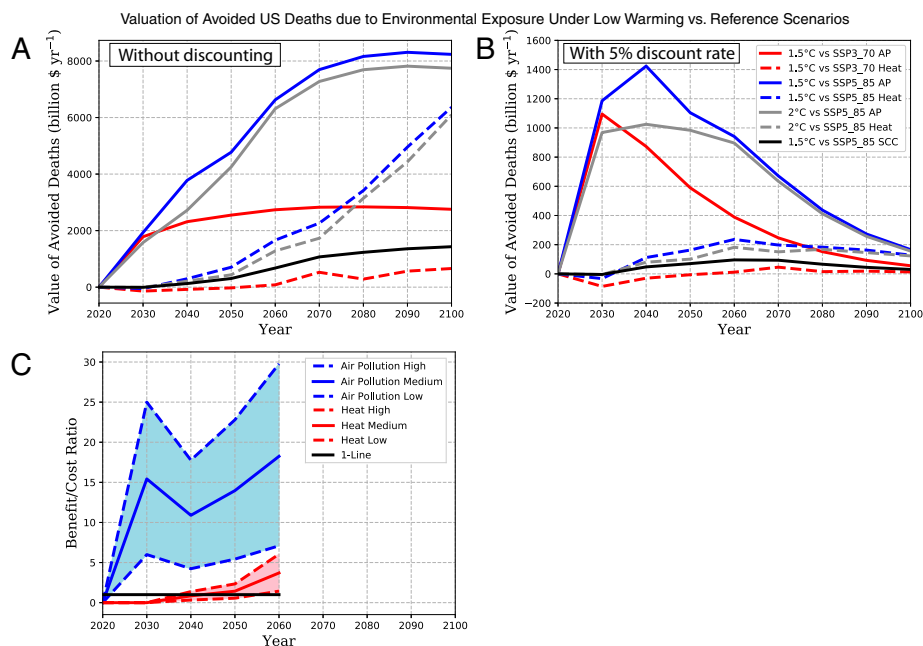 Valuation of Avoided US Deaths due to Environmental Exposure Under Low Warming vs. Reference Scenarios
A
Without discounting
Value of Avoided Deaths (billion $ yr⁻¹)
8000
6000
4000
2000
0
2020 2030 2040 2050 2060 2070 2080 2090 2100
Year
B
With 5% discount rate
Value of Avoided Deaths (billion $ yr⁻¹)
1600
1400
1200
1000
800
600
400
200
0
−200
2020 2030 2040 2050 2060 2070 2080 2090 2100
Year
1.5°C vs SSP3_70 AP
1.5°C vs SSP3_70 Heat
1.5°C vs SSP5_85 AP
1.5°C vs SSP5_85 Heat
2°C vs SSP5_85 AP
2°C vs SSP5_85 Heat
1.5°C vs SSP5_85 SCC
C
Benefit/Cost Ratio
30
25
20
15
10
5
0
2020 2030 2040 2050 2060 2070 2080 2090 2100
Year
Air Pollution High
Air Pollution Medium
Air Pollution Low
Heat High
Heat Medium
Heat Low
1-Line